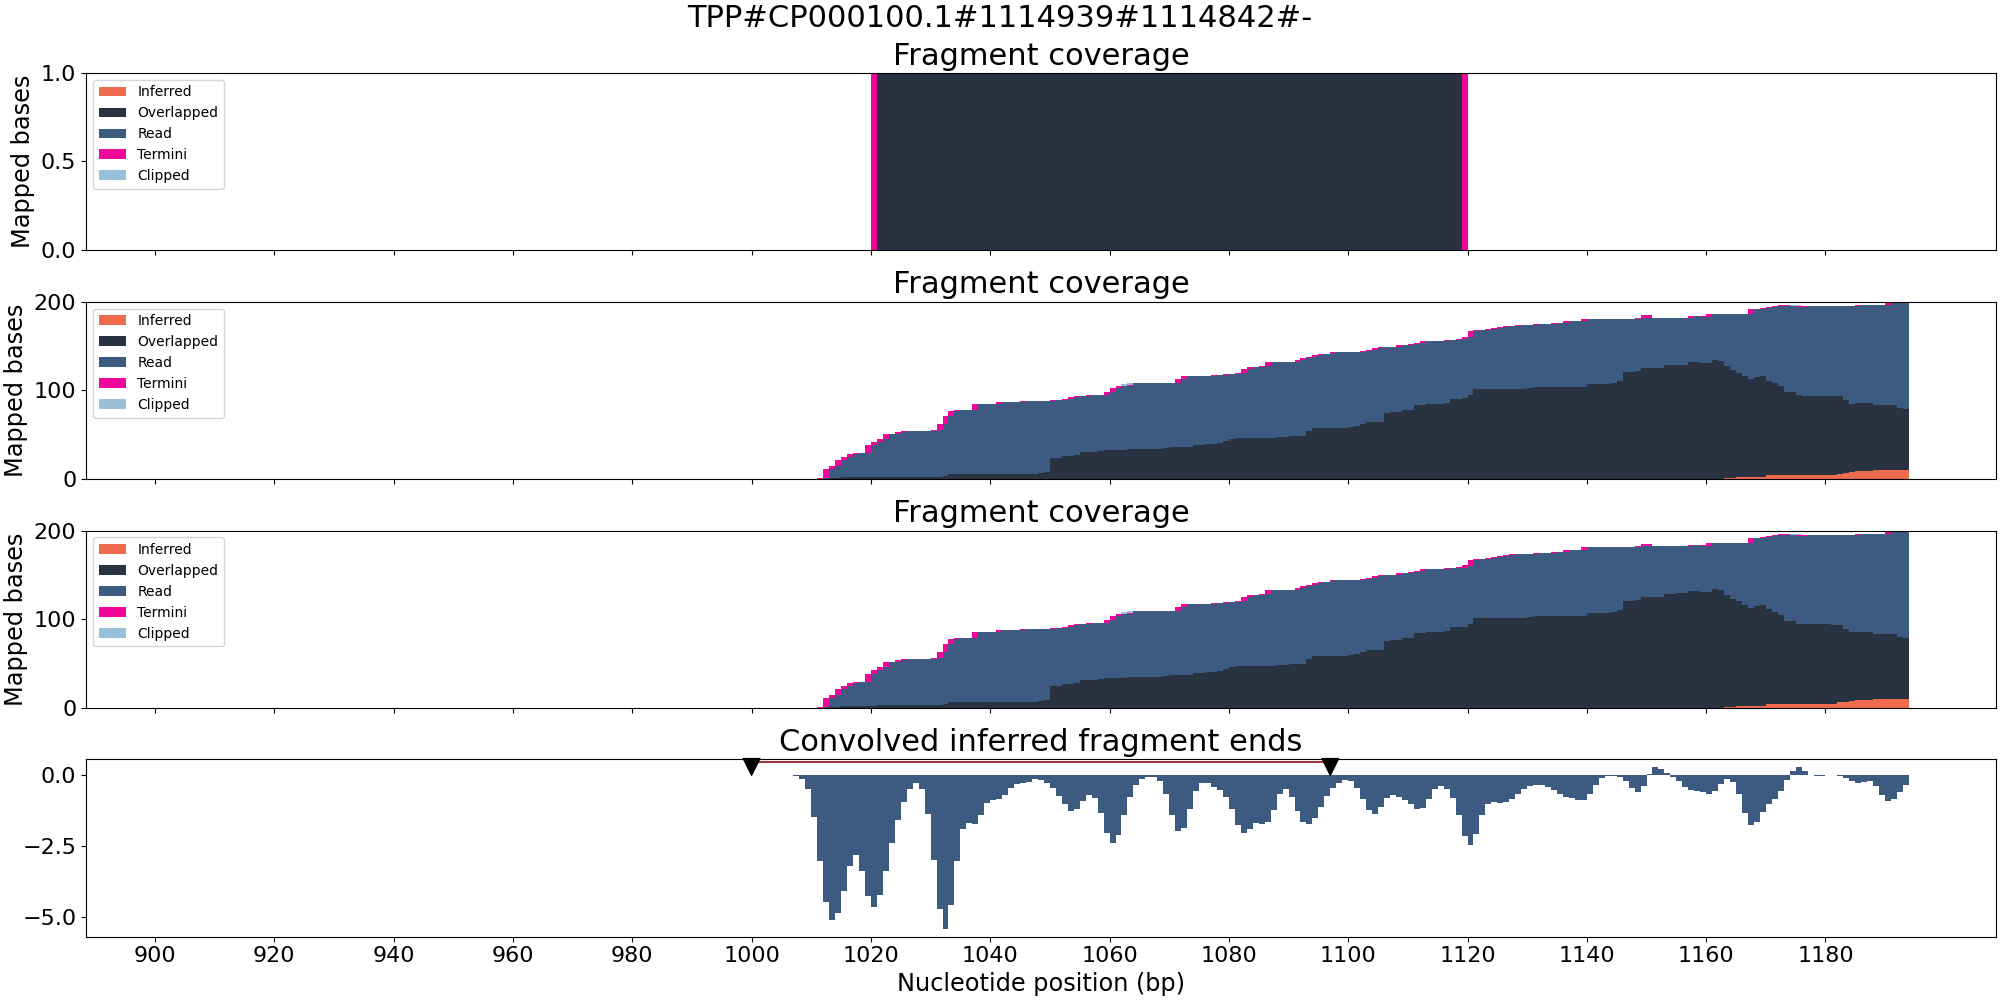 TPP#CP000100.1#1114939#1114842#-
Fragment coverage
Mapped bases
1.0
0.5
0.0
Inferred
Overlapped
Read
Termini
Clipped
Fragment coverage
Mapped bases
200
100
0
Inferred
Overlapped
Read
Termini
Clipped
Fragment coverage
Mapped bases
200
100
0
Inferred
Overlapped
Read
Termini
Clipped
Convolved inferred fragment ends
0.0
−2.5
−5.0
900 920 940 960 980 1000 1020 1040 1060 1080 1100 1120 1140 1160 1180
Nucleotide position (bp)